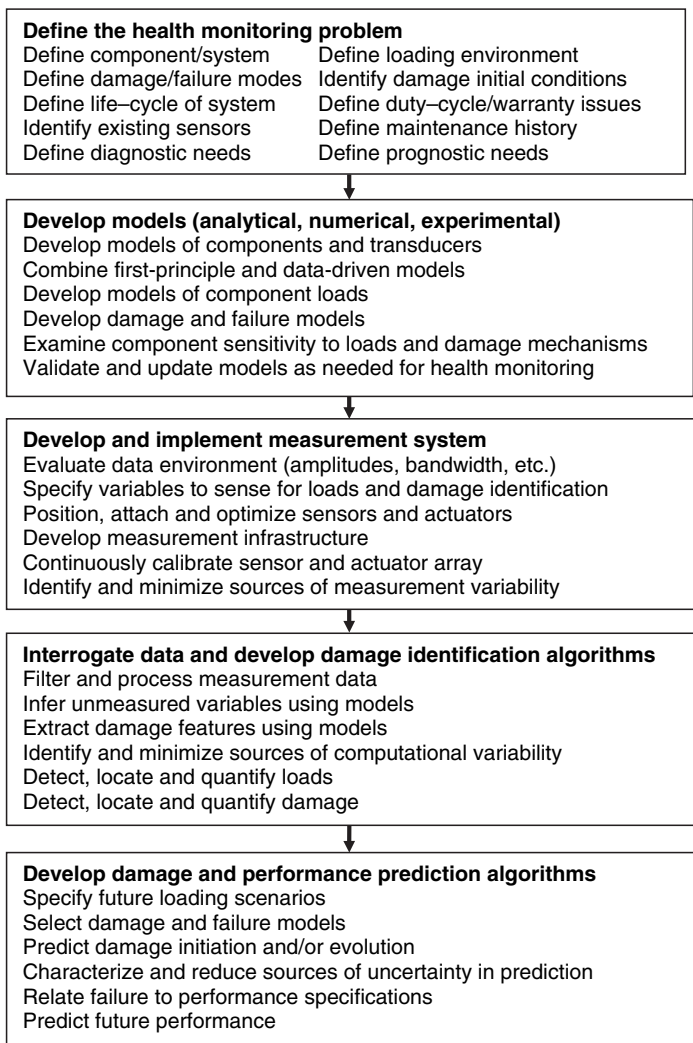 Define the health monitoring problem
Define component/system Define loading environment
Define damage/failure modes Identify damage initial conditions
Define life–cycle of system Define duty–cycle/warranty issues
Identify existing sensors Define maintenance history
Define diagnostic needs Define prognostic needs
Develop models (analytical, numerical, experimental)
Develop models of components and transducers
Combine first-principle and data-driven models
Develop models of component loads
Develop damage and failure models
Examine component sensitivity to loads and damage mechanisms
Validate and update models as needed for health monitoring
Develop and implement measurement system
Evaluate data environment (amplitudes, bandwidth, etc.)
Specify variables to sense for loads and damage identification
Position, attach and optimize sensors and actuators
Develop measurement infrastructure
Continuously calibrate sensor and actuator array
Identify and minimize sources of measurement variability
Interrogate data and develop damage identification algorithms
Filter and process measurement data
Infer unmeasured variables using models
Extract damage features using models
Identify and minimize sources of computational variability
Detect, locate and quantify loads
Detect, locate and quantify damage
Develop damage and performance prediction algorithms
Specify future loading scenarios
Select damage and failure models
Predict damage initiation and/or evolution
Characterize and reduce sources of uncertainty in prediction
Relate failure to performance specifications
Predict future performance